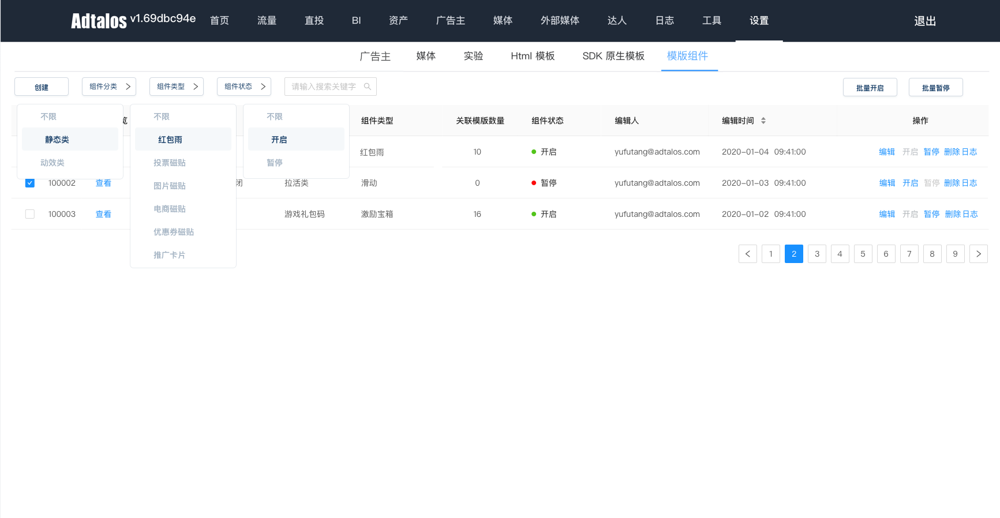 Adtalos v1.69dbc94e 首页 流量 直投 BI 资产 广告主 媒体 外部媒体 达人 日志 工具 设置 退出
广告主 媒体 实验 Html 模板 SDK 原生模板 模版组件
创建 组件分类 组件类型 组件状态 请输入搜索关键字 批量开启 批量暂停
不限
静态类
动效类
不限
红包雨
投票磁贴
图片磁贴
电商磁贴
优惠券磁贴
推广卡片
不限
开启
暂停
览 组件类型 关联模版数量 组件状态 编辑人 编辑时间 操作
红包雨 10 开启 yufutang@adtalos.com 2020-01-04 09:41:00 编辑 开启 暂停 删除 日志
100002 查看 闭 拉活类 滑动 0 暂停 yufutang@adtalos.com 2020-01-03 09:41:00 编辑 开启 暂停 删除 日志
100003 查看 游戏礼包码 激励宝箱 16 开启 yufutang@adtalos.com 2020-01-02 09:41:00 编辑 开启 暂停 删除 日志
1 2 3 4 5 6 7 8 9